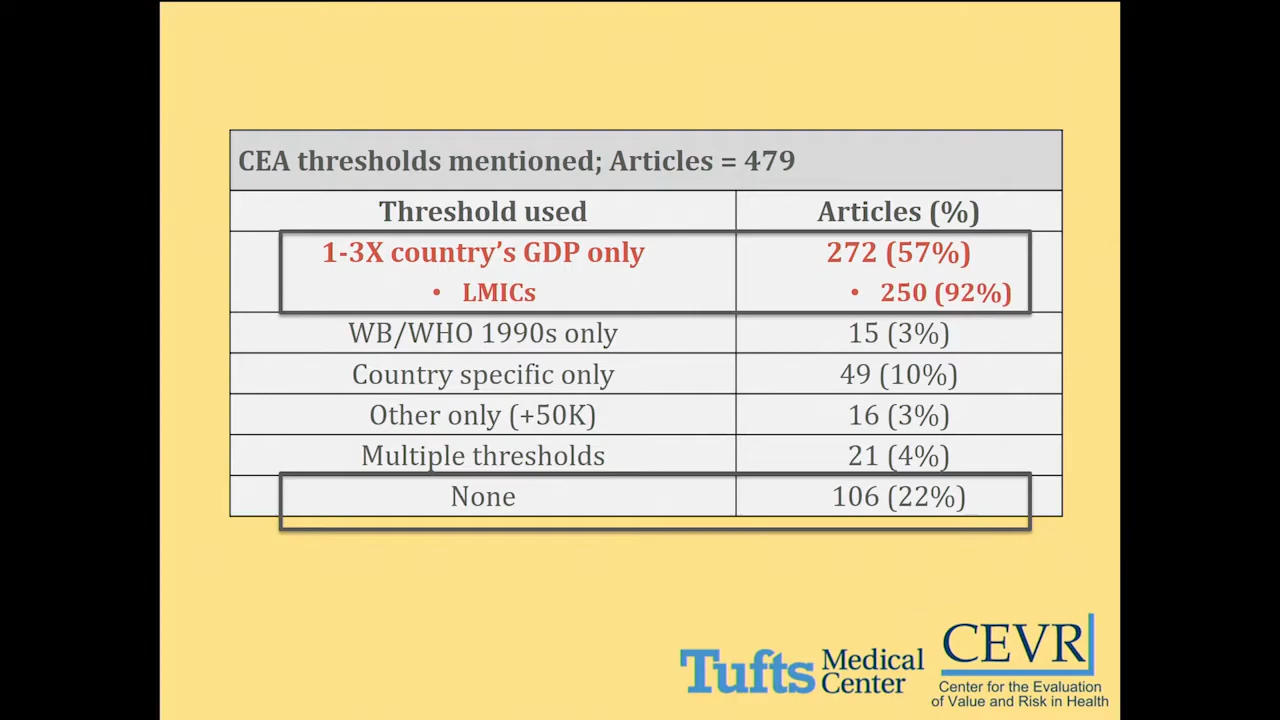 CEA thresholds mentioned; Articles = 479
Threshold used Articles (%)
1-3X country's GDP only 272 (57%)
• LMICs • 250 (92%)
WB/WHO 1990s only 15 (3%)
Country specific only 49 (10%)
Other only (+50K) 16 (3%)
Multiple thresholds 21 (4%)
None 106 (22%)
Tufts Medical Center
CEVR
Center for the Evaluation
of Value and Risk in Health